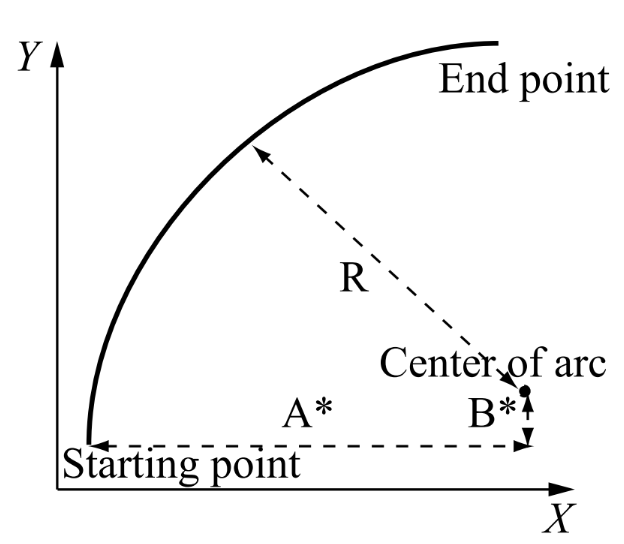 Y
End point
R
Center of arc
A*
B*
Starting point
X